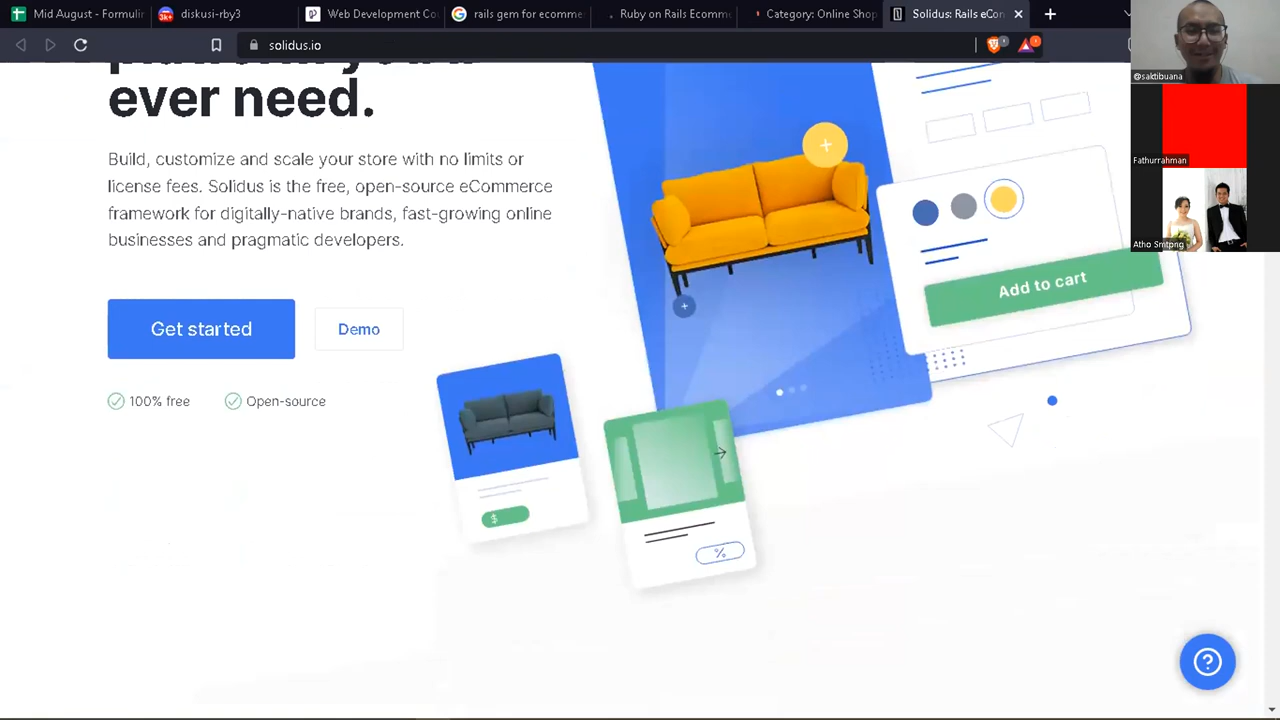 Mid August - Formulir
diskusi-rby3
Web Development Co
rails gem for ecomme
Ruby on Rails Ecomm
Category: Online Shop
Solidus: Rails eCon
solidus.io
ever need.
Build, customize and scale your store with no limits or
license fees. Solidus is the free, open-source eCommerce
framework for digitally-native brands, fast-growing online
businesses and pragmatic developers.
Get started
Demo
100% free
Open-source
Add to cart
$
%
@saktibuana
Fathurrahman
Atho Smtpng